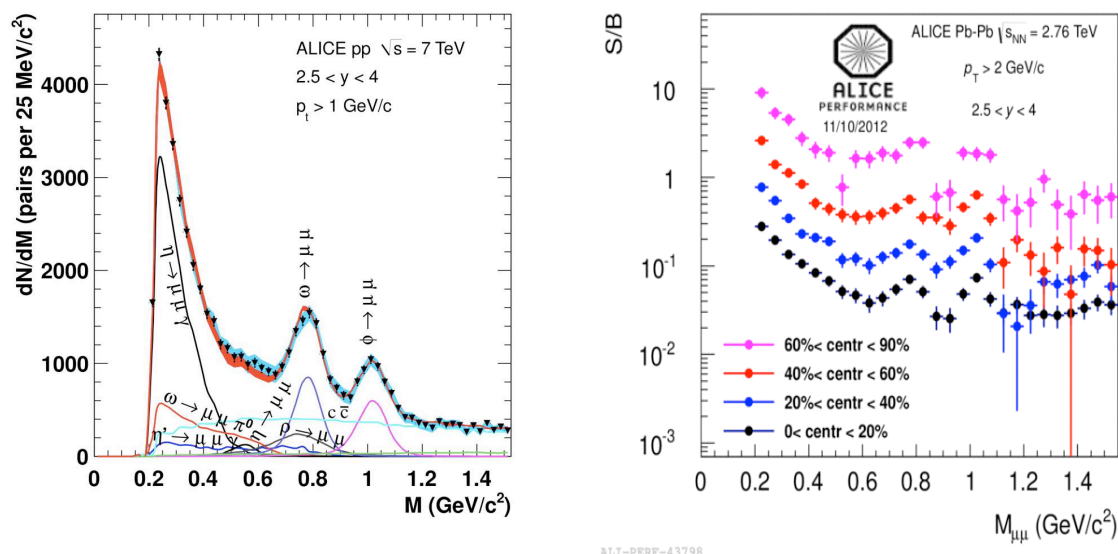 ALICE pp √s = 7 TeV
2.5 < y < 4
p_t > 1 GeV/c
dN/dM (pairs per 25 MeV/c²)
4000
3000
2000
1000
0
η→μμγ
ω→μμ
φ→μμ
ω→μμπ⁰
η'→μμγ
η→μμ
ρ→μμ
c c̄
0 0.2 0.4 0.6 0.8 1 1.2 1.4
M (GeV/c²)
S/B
ALICE Pb-Pb √s_NN = 2.76 TeV
p_T > 2 GeV/c
2.5 < y < 4
ALICE
PERFORMANCE
11/10/2012
10
1
10⁻¹
10⁻²
10⁻³
60%< centr < 90%
40%< centr < 60%
20%< centr < 40%
0< centr < 20%
0 0.2 0.4 0.6 0.8 1 1.2 1.4
M_μμ (GeV/c²)
ALI-PERF-43798